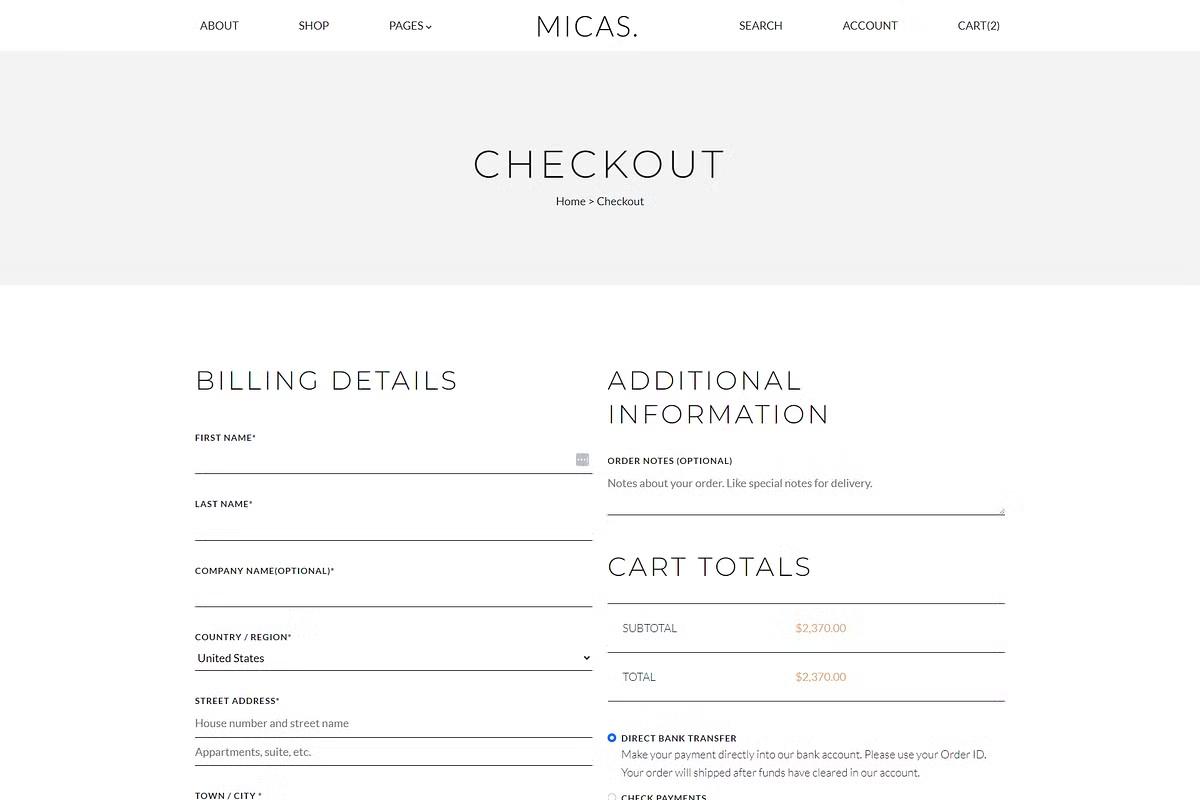 ABOUT
SHOP
PAGES
MICAS.
SEARCH
ACCOUNT
CART(2)
CHECKOUT
Home > Checkout
BILLING DETAILS
FIRST NAME*
LAST NAME*
COMPANY NAME(OPTIONAL)*
COUNTRY / REGION*
United States
STREET ADDRESS*
House number and street name
Appartments, suite, etc.
TOWN / CITY *
ADDITIONAL
INFORMATION
ORDER NOTES (OPTIONAL)
Notes about your order. Like special notes for delivery.
CART TOTALS
SUBTOTAL $2,370.00
TOTAL $2,370.00
DIRECT BANK TRANSFER
Make your payment directly into our bank account. Please use your Order ID.
Your order will shipped after funds have cleared in our account.
CHECK PAYMENTS